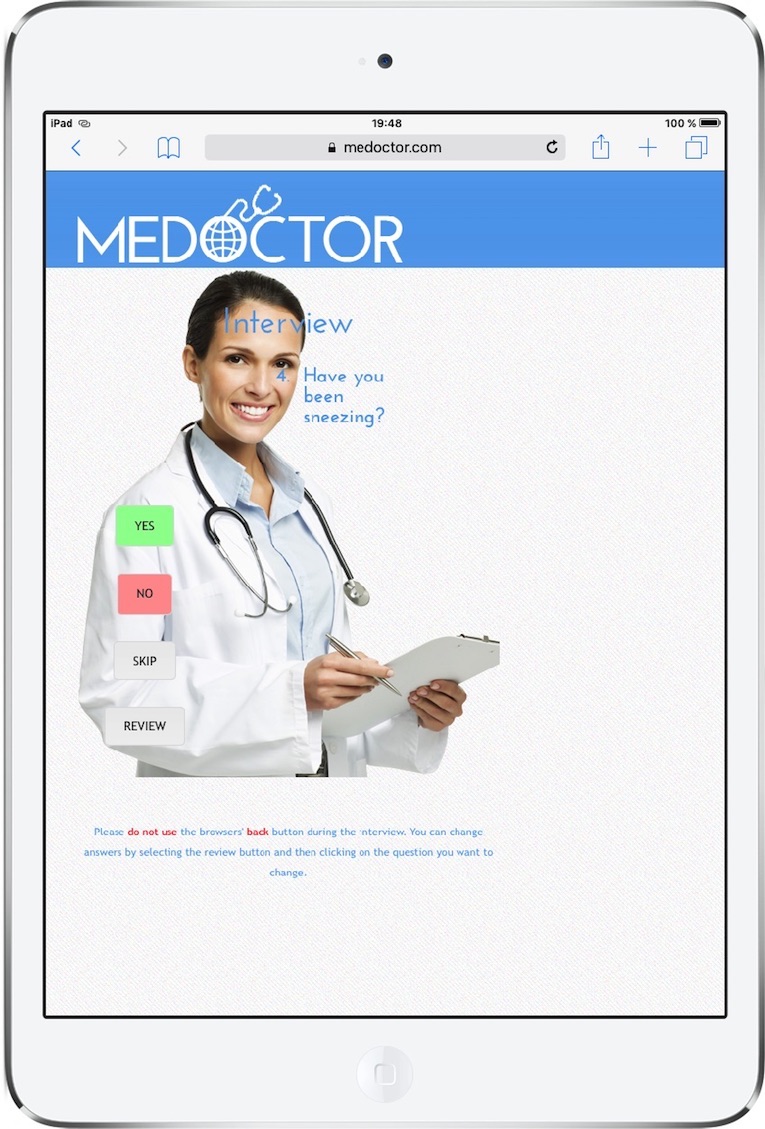 iPad 19:48 100 %
medoctor.com
MEDOCTOR
Interview
4. Have you
been
sneezing?
YES
NO
SKIP
REVIEW
Please do not use the browsers' back button during the interview. You can change
answers by selecting the review button and then clicking on the question you want to
change.